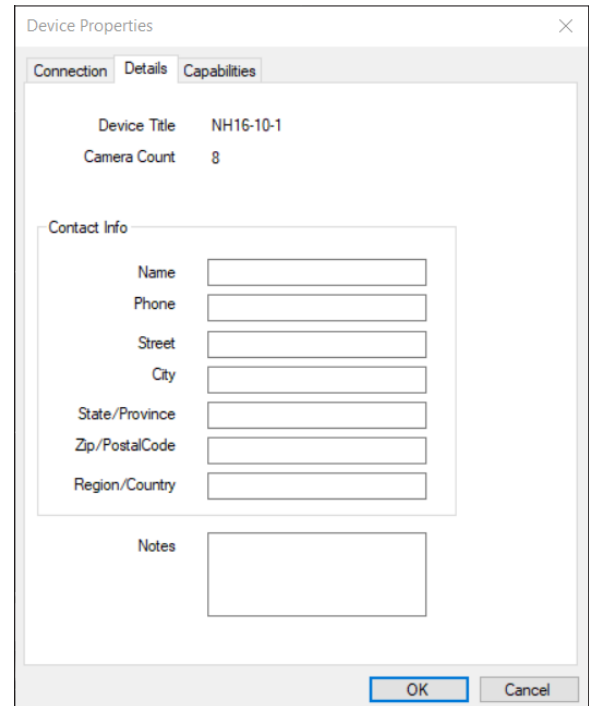 Device Properties
Connection Details Capabilities
Device Title NH16-10-1
Camera Count 8
Contact Info
Name
Phone
Street
City
State/Province
Zip/PostalCode
Region/Country
Notes
OK Cancel